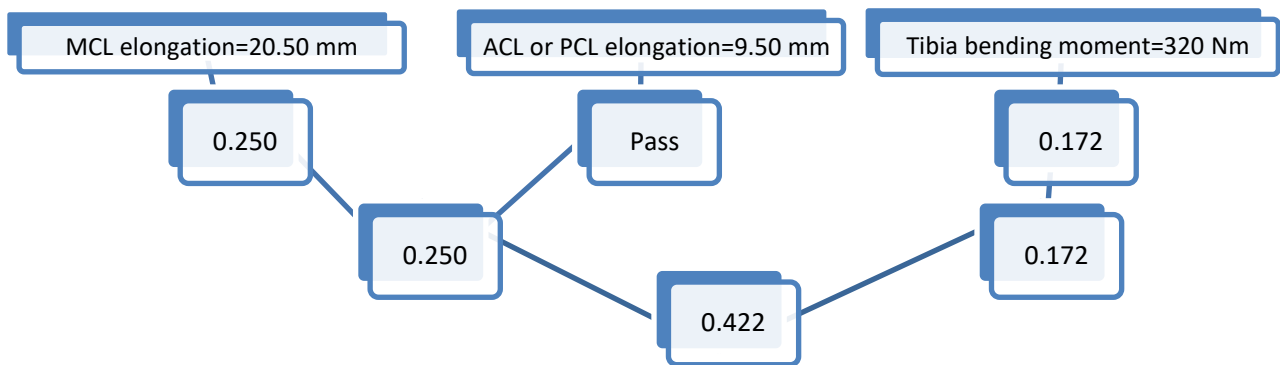 MCL elongation=20.50 mm
ACL or PCL elongation=9.50 mm
Tibia bending moment=320 Nm
0.250
Pass
0.172
0.250
0.172
0.422